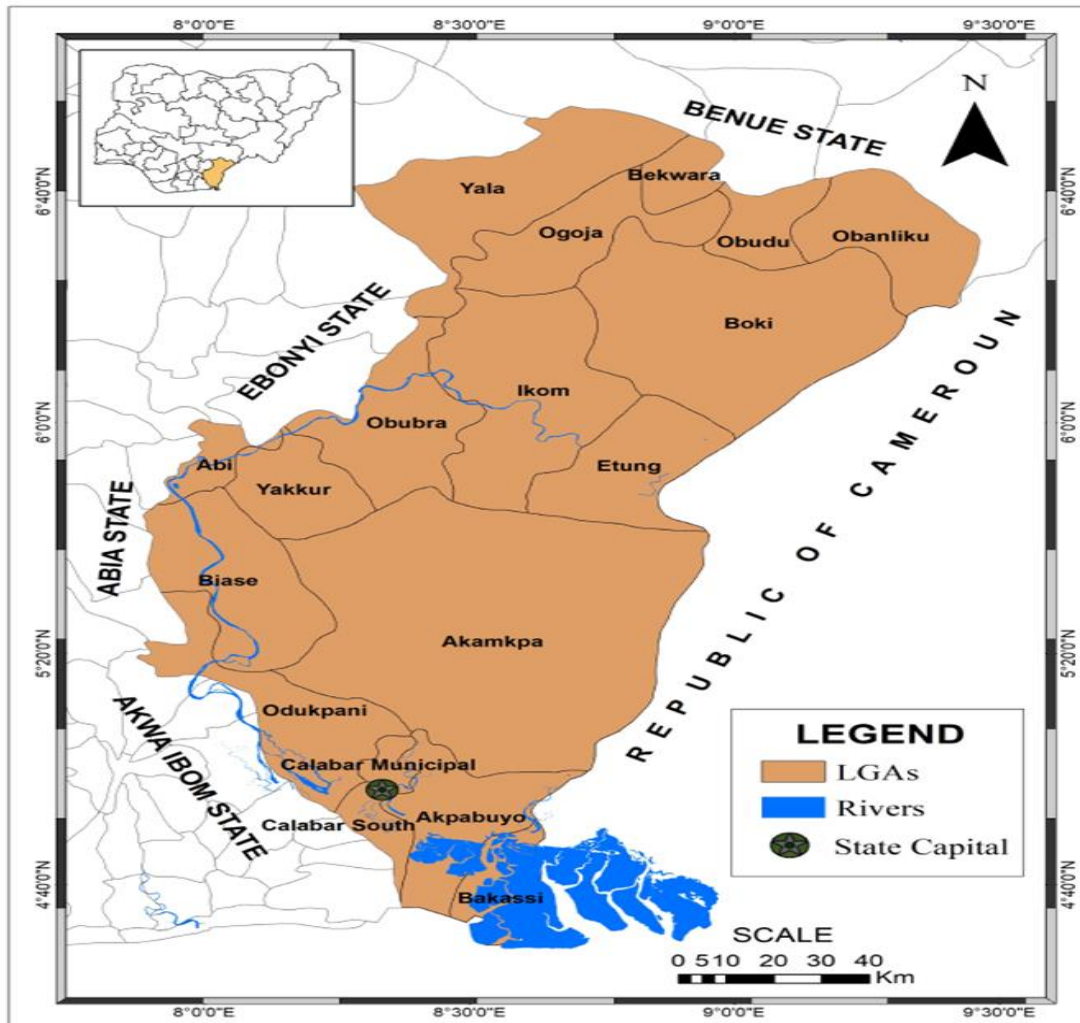 8°0'0"E 8°30'0"E 9°0'0"E 9°30'0"E
N
BENUE STATE
6°40'0"N
6°40'0"N
Yala
Bekwara
Ogoja
Obudu
Obanliku
EBONYI STATE
Boki
Ikom
Obubra
6°0'0"N
6°0'0"N
Abi
Etung
Yakkur
ABIA STATE
REPUBLIC OF CAMEROUN
Biase
Akamkpa
5°20'0"N
5°20'0"N
AKWA IBOM STATE
Odukpani
Calabar Municipal
Calabar South
Akpabuyo
Bakassi
4°40'0"N
4°40'0"N
LEGEND
LGAs
Rivers
State Capital
SCALE
0 5 10 20 30 40
Km
8°0'0"E 8°30'0"E 9°0'0"E 9°30'0"E